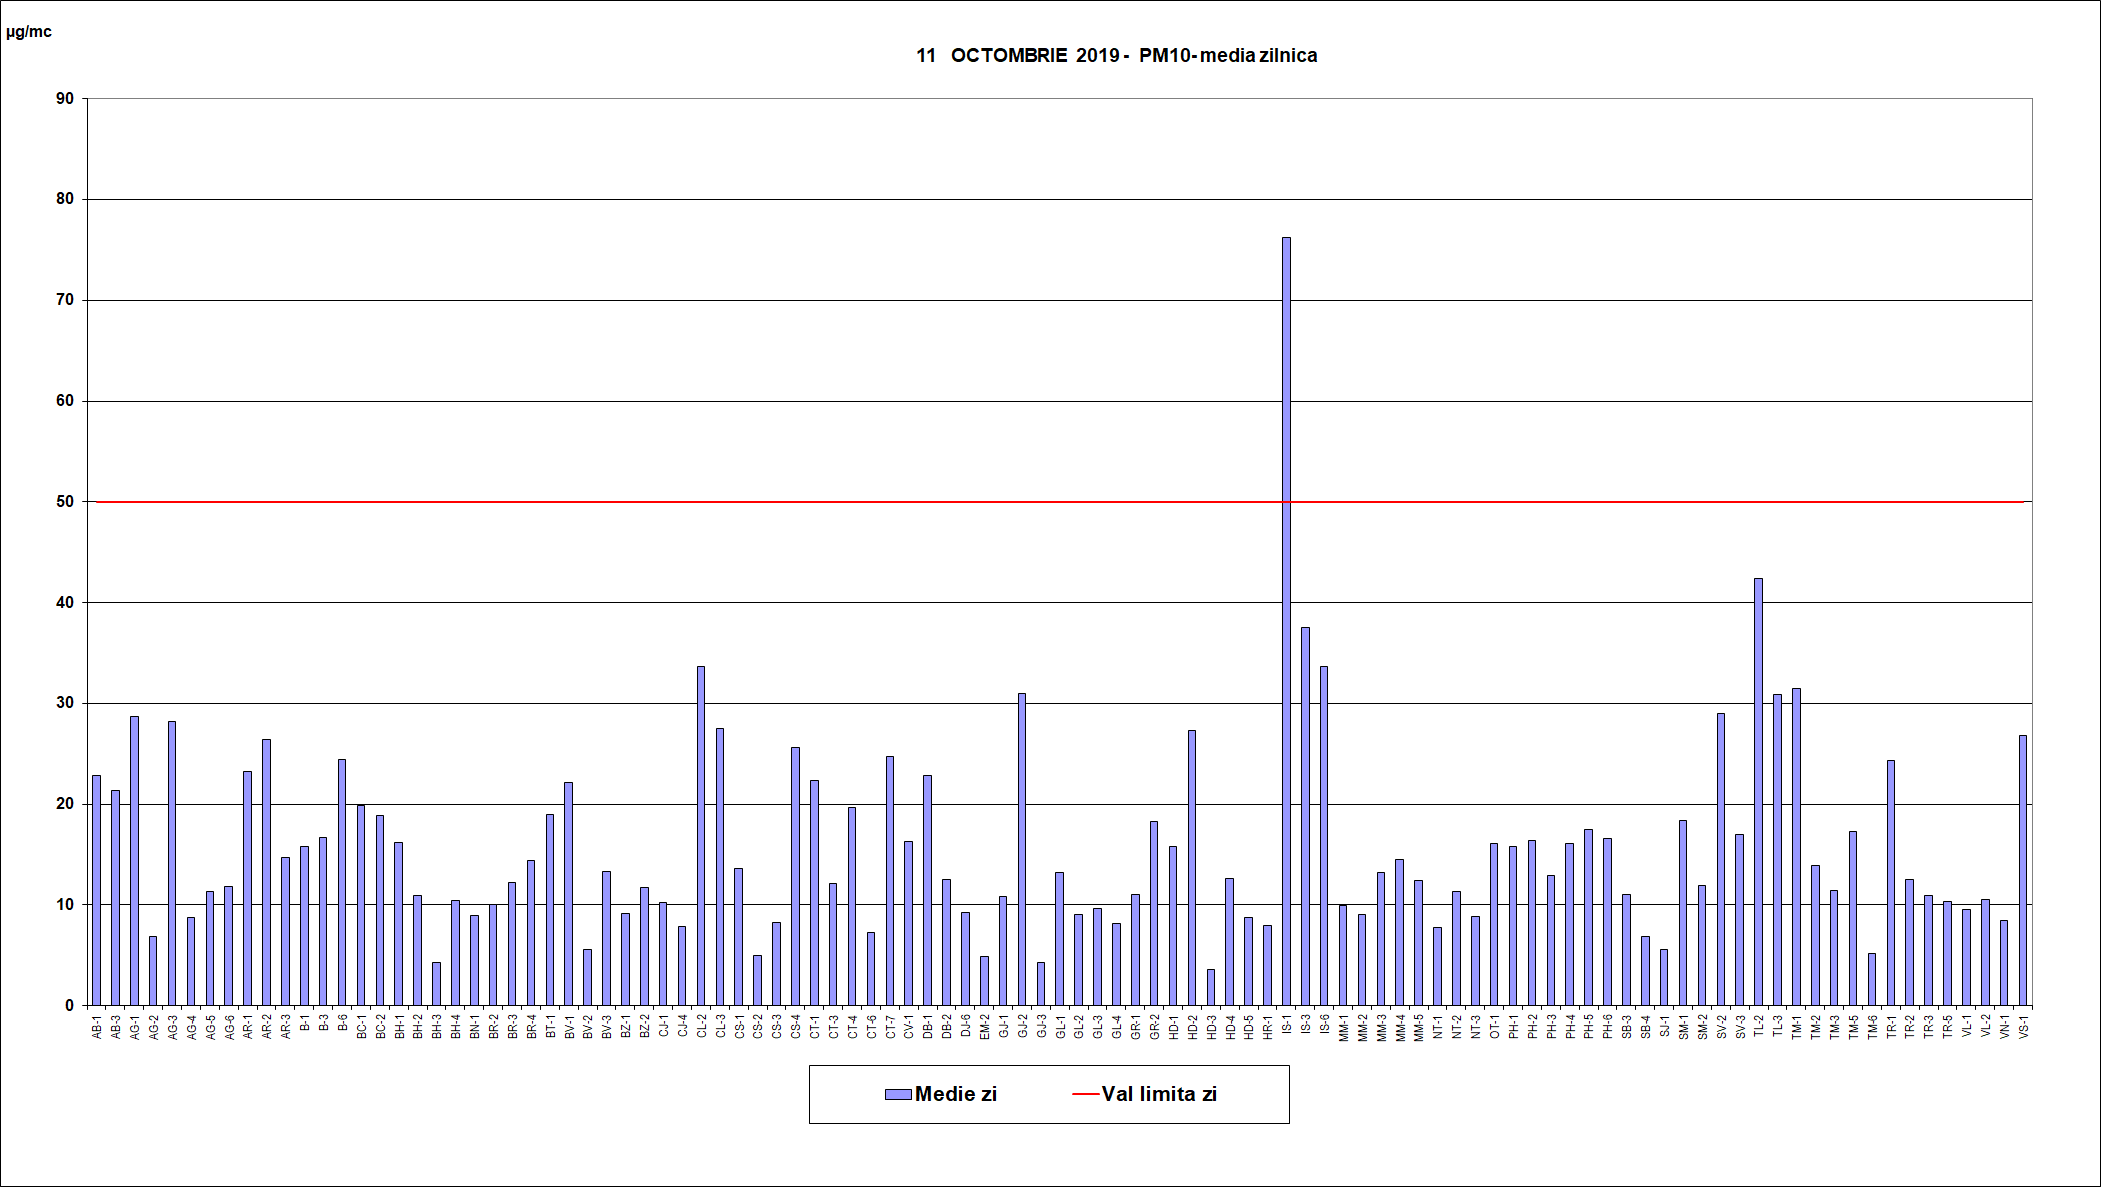 µg/mc
11 OCTOMBRIE 2019 - PM10- media zilnica
90
80
70
60
50
40
30
20
10
0
AB-1 AB-3 AG-1 AG-2 AG-3 AG-4 AG-5 AG-6 AR-1 AR-2 AR-3 B-1 B-3 B-6 BC-1 BC-2 BH-1 BH-2 BH-3 BH-4 BN-1 BR-2 BR-3 BR-4 BT-1 BV-1 BV-2 BV-3 BZ-1 BZ-2 CJ-1 CJ-4 CL-2 CL-3 CS-1 CS-2 CS-3 CS-4 CT-1 CT-3 CT-4 CT-6 CT-7 CV-1 DB-1 DB-2 DJ-6 EM-2 GJ-1 GJ-2 GJ-3 GL-1 GL-2 GL-3 GL-4 GR-1 GR-2 HD-1 HD-2 HD-3 HD-4 HD-5 HR-1 IS-1 IS-3 IS-6 MM-1 MM-2 MM-3 MM-4 MM-5 NT-1 NT-2 NT-3 OT-1 PH-1 PH-2 PH-3 PH-4 PH-5 PH-6 SB-3 SB-4 SJ-1 SM-1 SM-2 SV-2 SV-3 TL-2 TL-3 TM-1 TM-2 TM-3 TM-5 TM-6 TR-1 TR-2 TR-3 TR-5 VL-1 VL-2 VN-1 VS-1
Medie zi Val limita zi